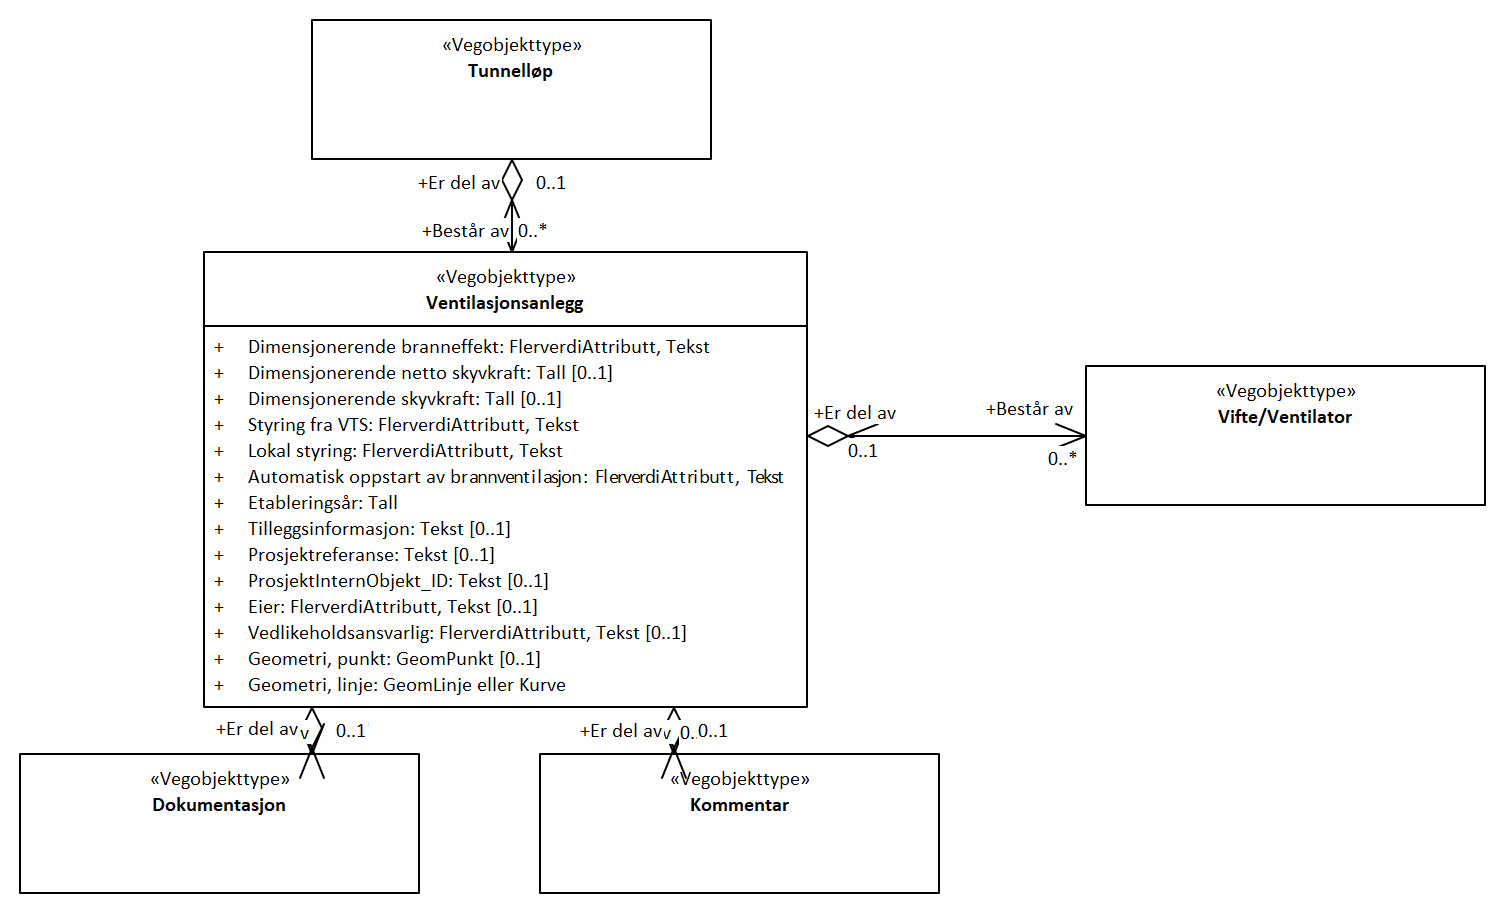 «Vegobjekttype»
Tunnelløp
+Er del av 0..1
+Består av 0..*
«Vegobjekttype»
Ventilasjonsanlegg
+ Dimensjonerende branneffekt: FlerverdiAttributt, Tekst
+ Dimensjonerende netto skyvkraft: Tall [0..1]
+ Dimensjonerende skyvkraft: Tall [0..1]
+ Styring fra VTS: FlerverdiAttributt, Tekst
+ Lokal styring: FlerverdiAttributt, Tekst
+ Automatisk oppstart av brannventilasjon: FlerverdiAttributt, Tekst
+ Etableringsår: Tall
+ Tilleggsinformasjon: Tekst [0..1]
+ Prosjektreferanse: Tekst [0..1]
+ ProsjektInternObjekt_ID: Tekst [0..1]
+ Eier: FlerverdiAttributt, Tekst [0..1]
+ Vedlikeholdsansvarlig: FlerverdiAttributt, Tekst [0..1]
+ Geometri, punkt: GeomPunkt [0..1]
+ Geometri, linje: GeomLinje eller Kurve
+Er del av
0..1
+Består av
0..*
«Vegobjekttype»
Vifte/Ventilator
+Er del av 0..1
+Er del av 0..1
«Vegobjekttype»
Dokumentasjon
«Vegobjekttype»
Kommentar